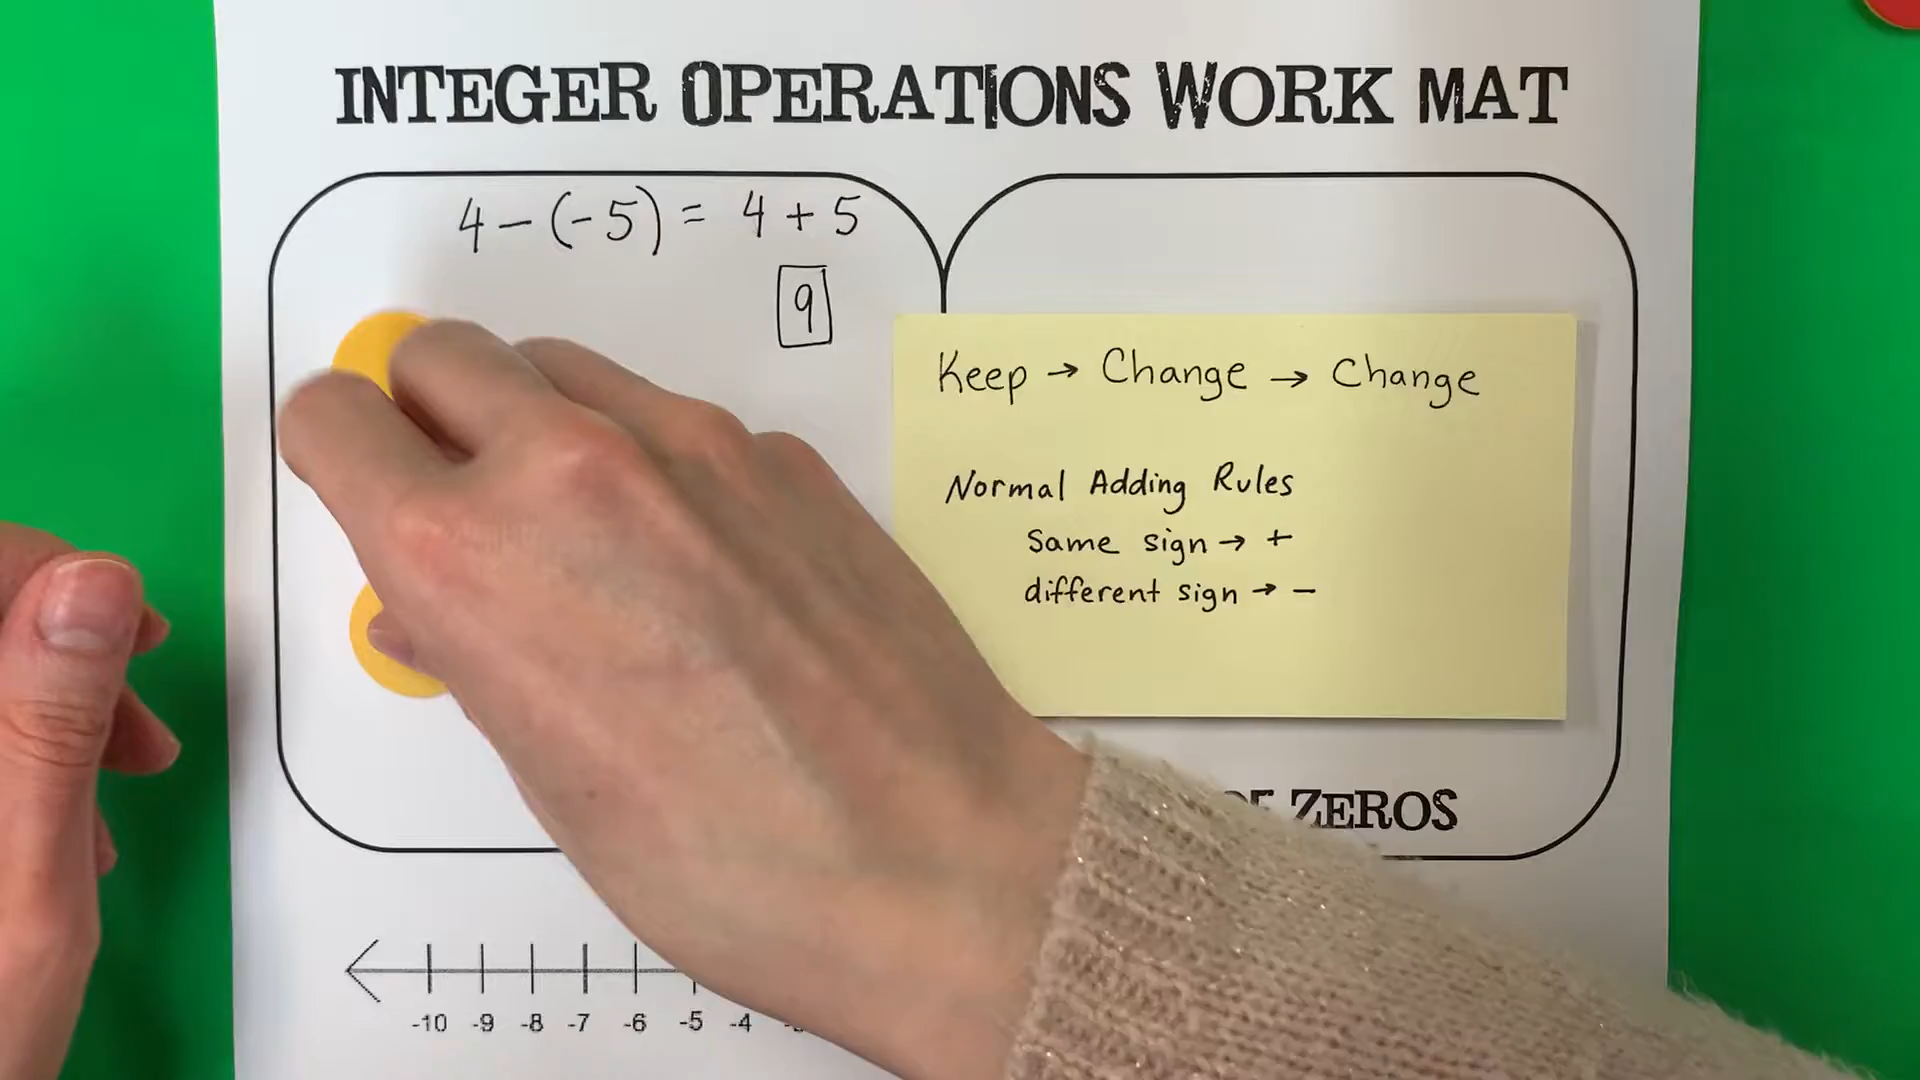 INTEGER OPERATIONS WORK MAT
4 - (-5) = 4 + 5
9
Keep → Change → Change
Normal Adding Rules
Same sign → +
different sign → -
ZEROS
-10 -9 -8 -7 -6 -5 -4